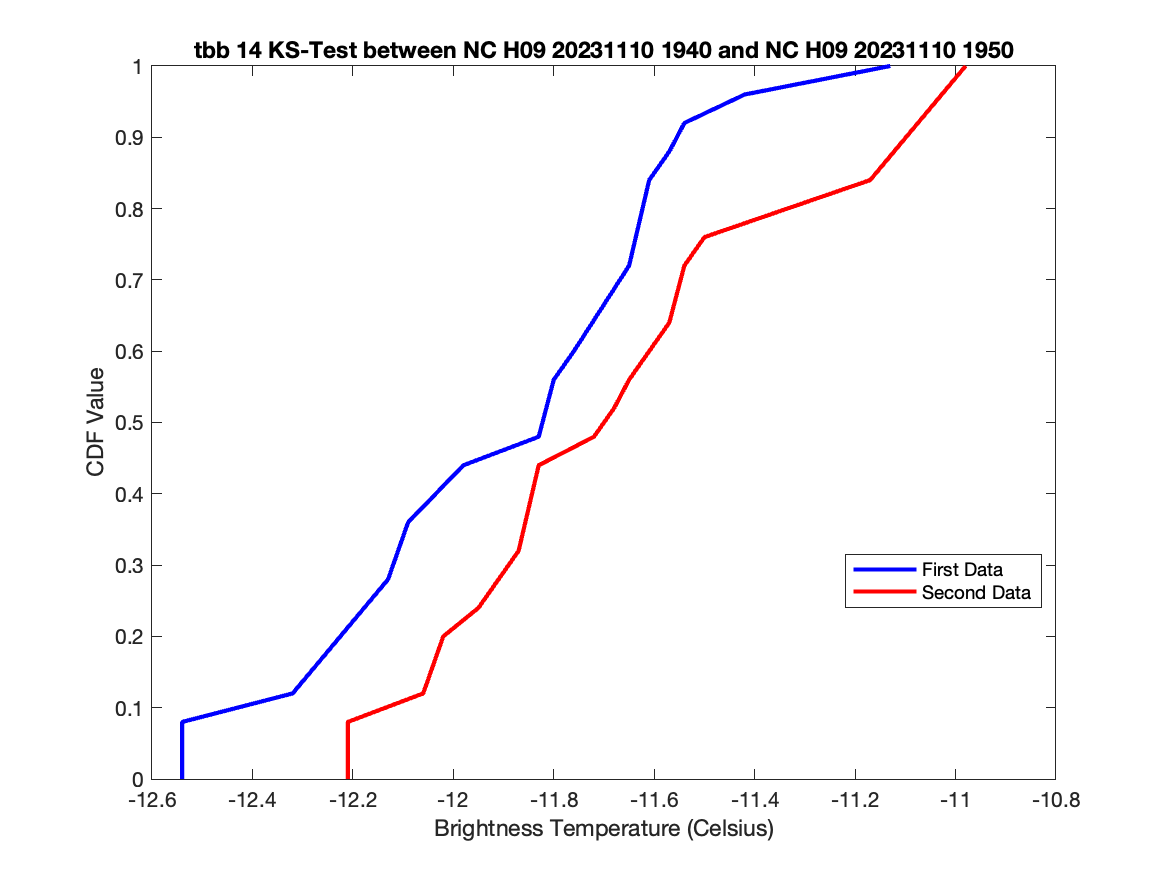 tbb 14 KS-Test between NC H09 20231110 1940 and NC H09 20231110 1950
1
0.9
0.8
0.7
0.6
0.5
0.4
0.3
0.2
0.1
0
CDF Value
First Data
Second Data
-12.6 -12.4 -12.2 -12 -11.8 -11.6 -11.4 -11.2 -11 -10.8
Brightness Temperature (Celsius)